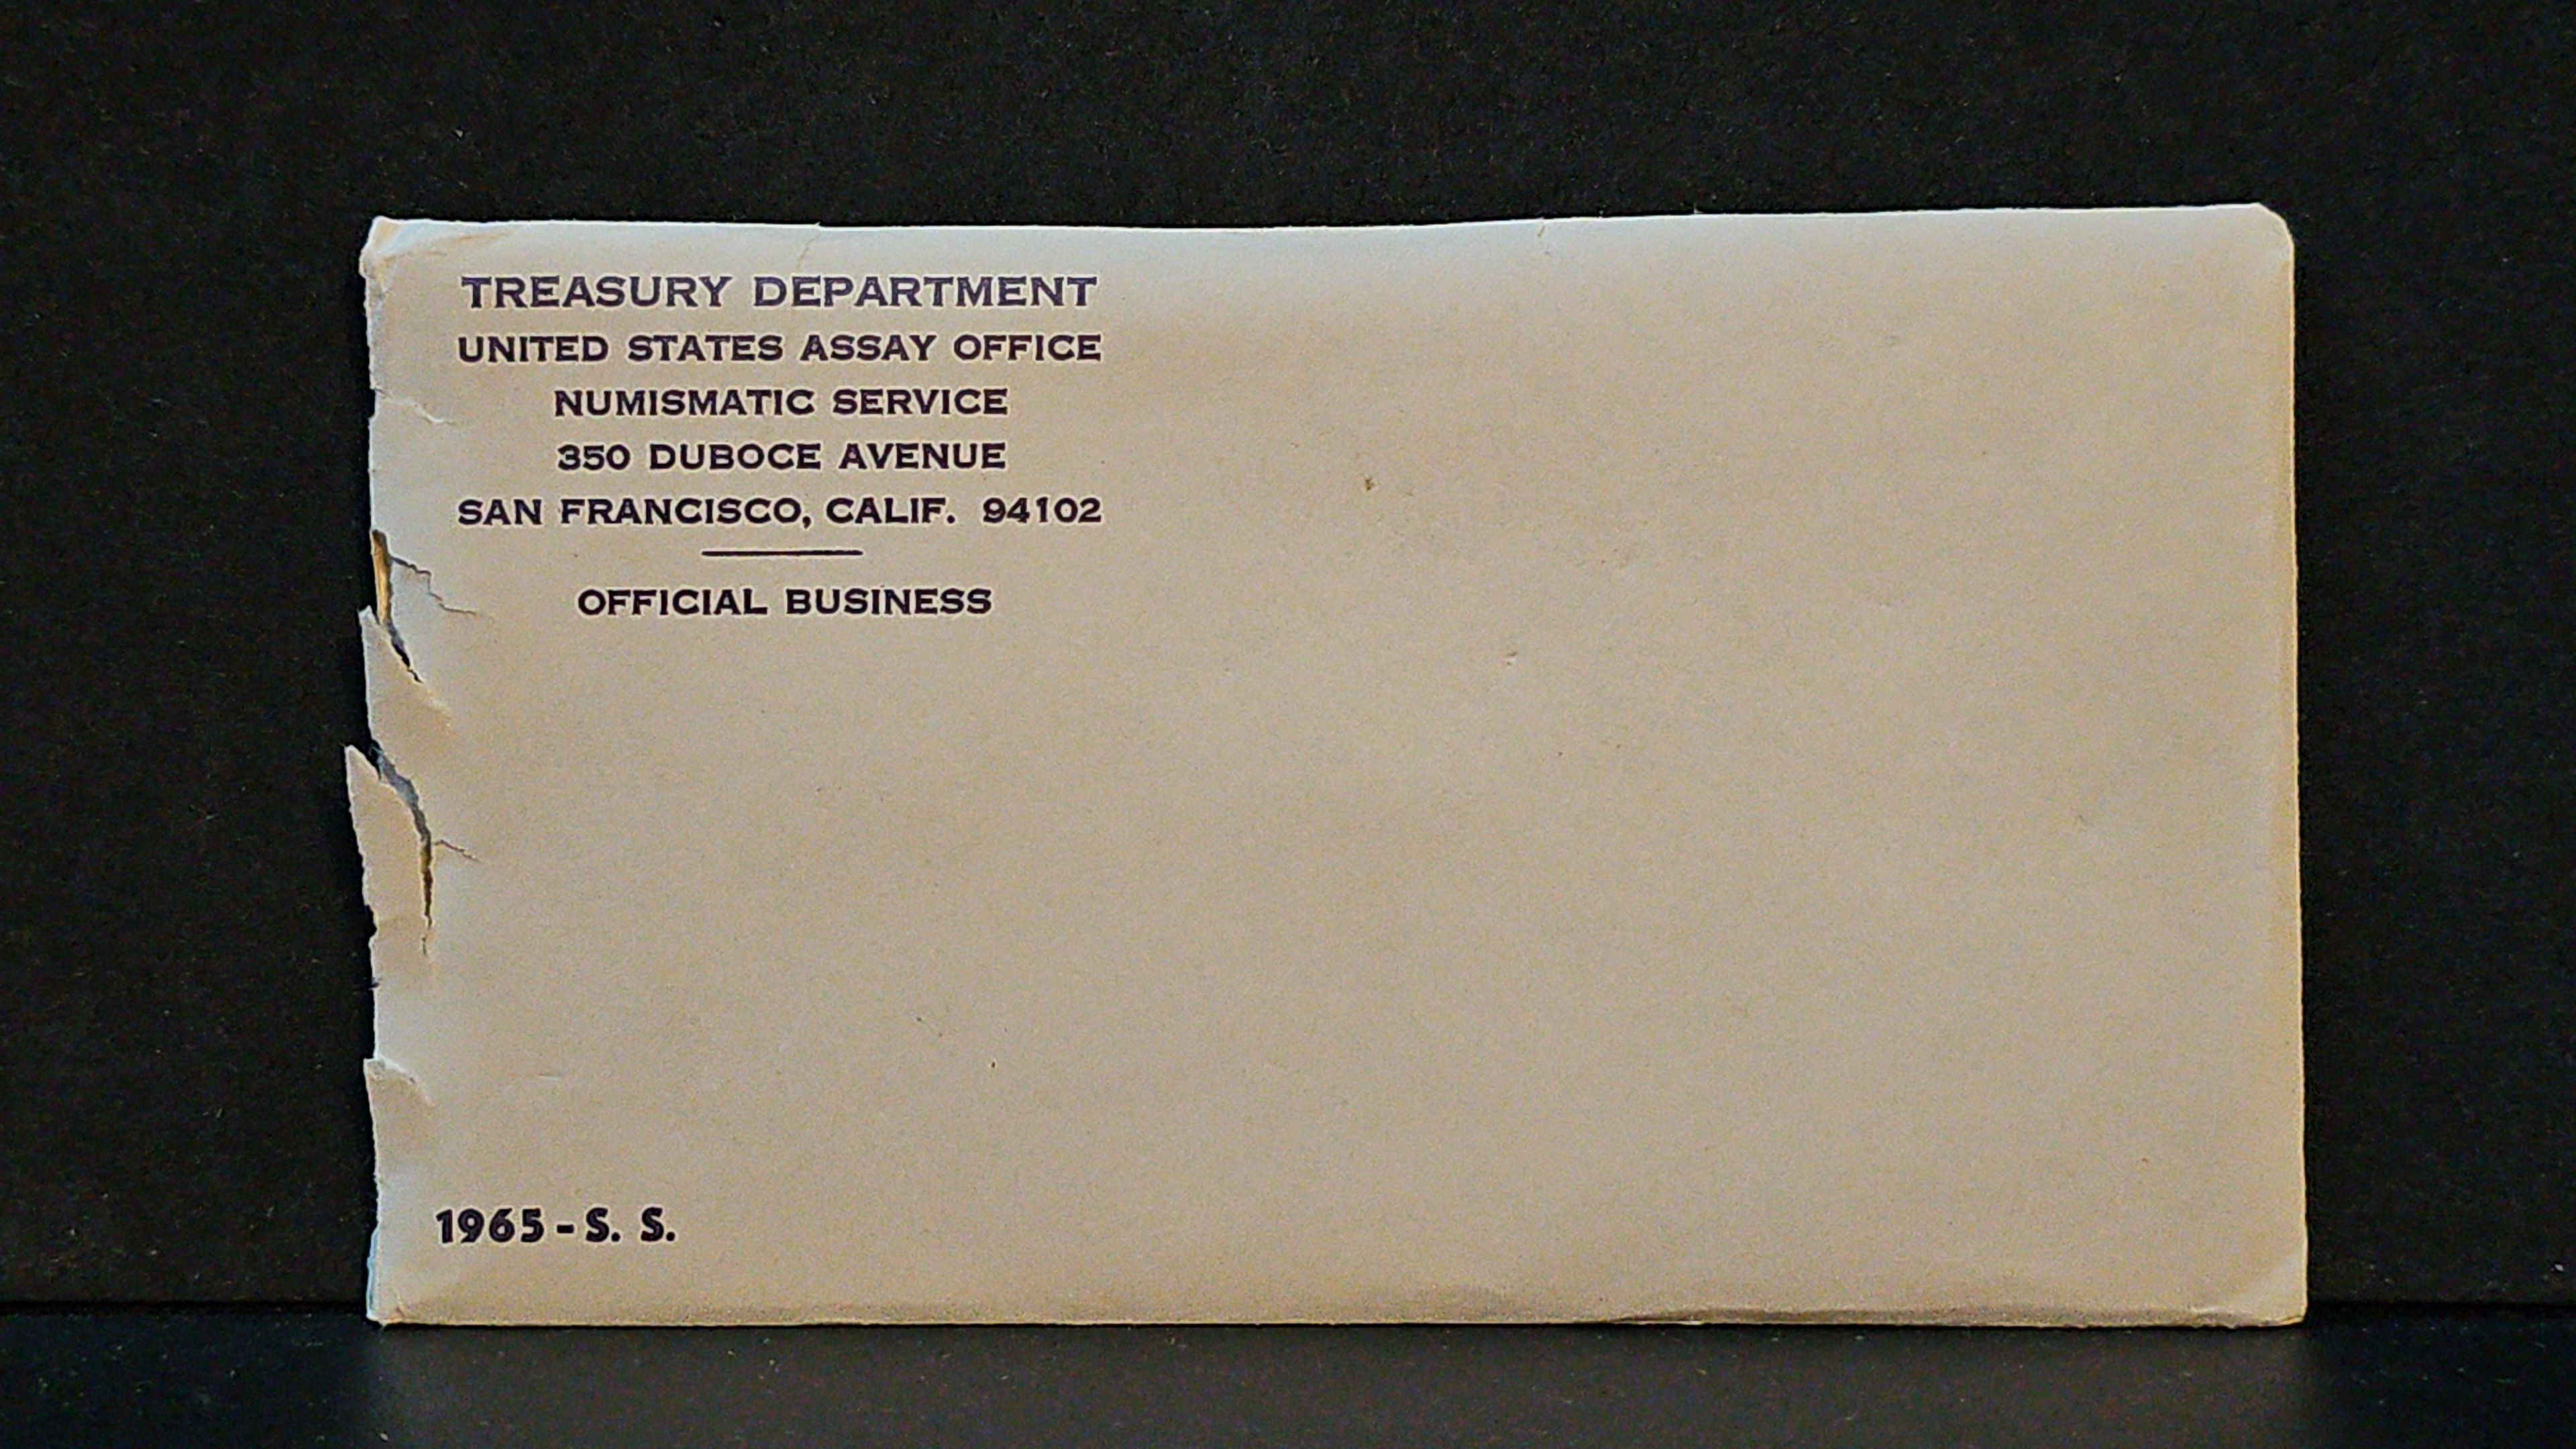 TREASURY DEPARTMENT
UNITED STATES ASSAY OFFICE
NUMISMATIC SERVICE
350 DUBOCE AVENUE
SAN FRANCISCO, CALIF. 94102
OFFICIAL BUSINESS
1965-S. S.